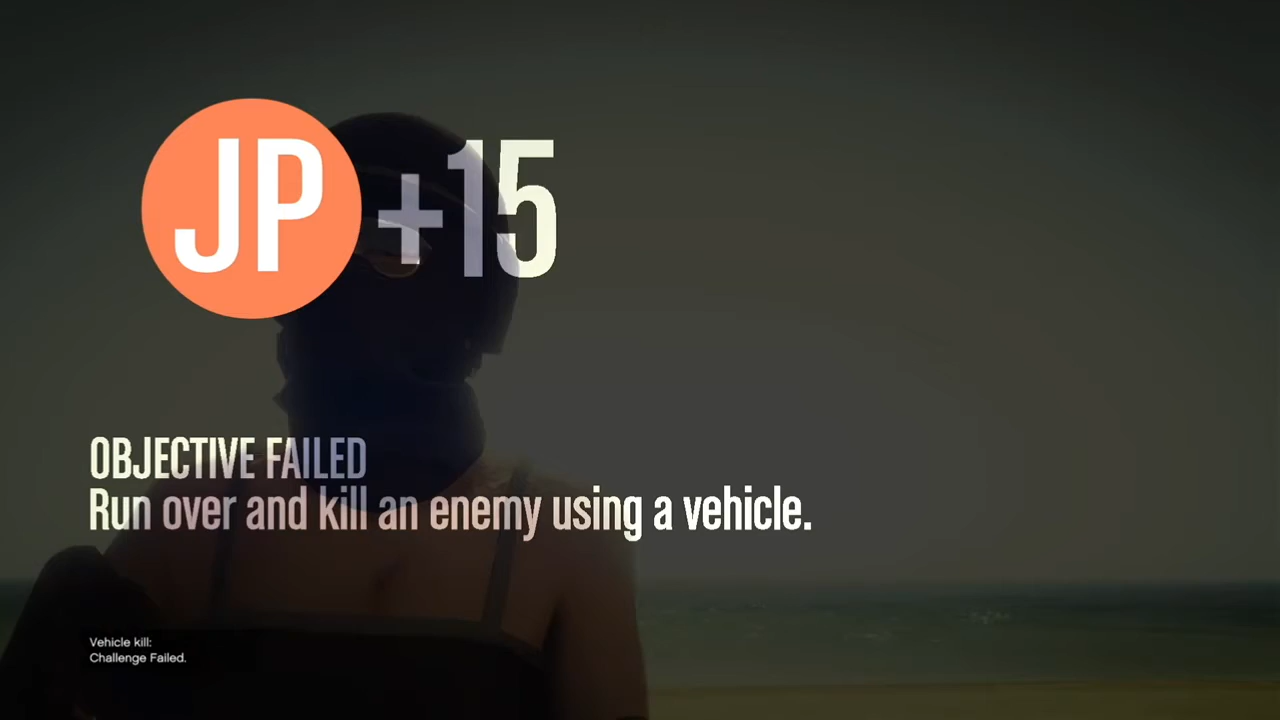 JP +15
OBJECTIVE FAILED
Run over and kill an enemy using a vehicle.
Vehicle kill:
Challenge Failed.